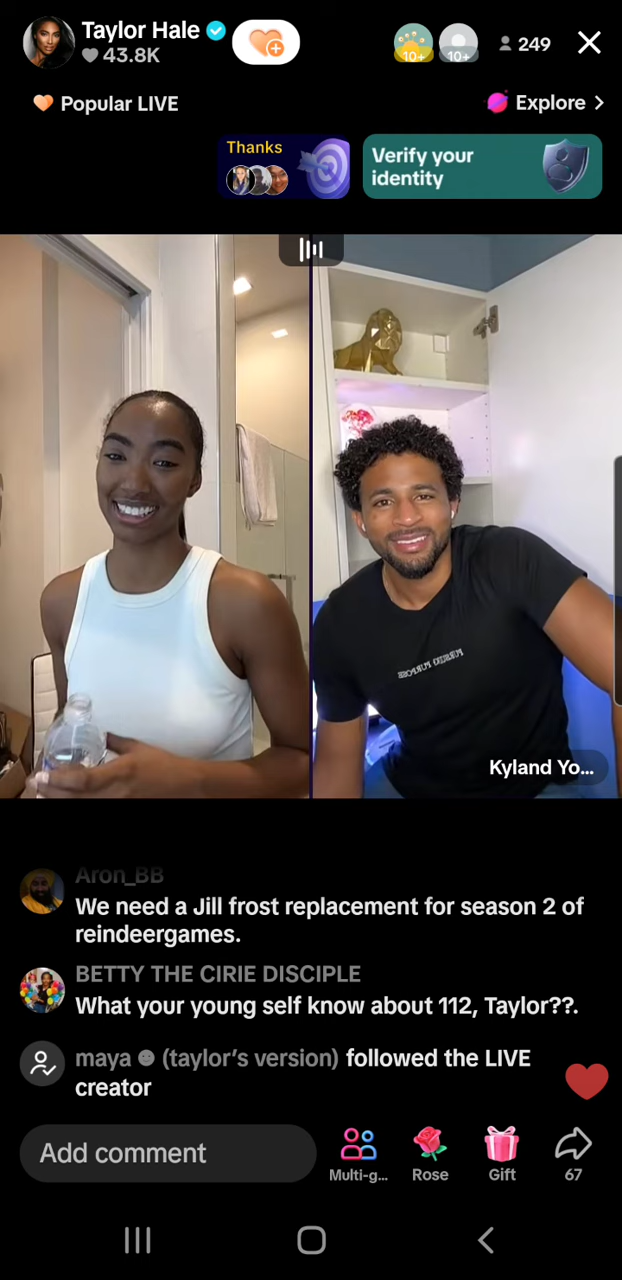 Taylor Hale
43.8K
10+
10+
249
Popular LIVE
Explore >
Thanks
Verify your
identity
Kyland Yo...
Aron_BB
We need a Jill frost replacement for season 2 of
reindeergames.
BETTY THE CIRIE DISCIPLE
What your young self know about 112, Taylor??.
maya ☻ (taylor's version) followed the LIVE
creator
Add comment
Multi-g...
Rose
Gift
67